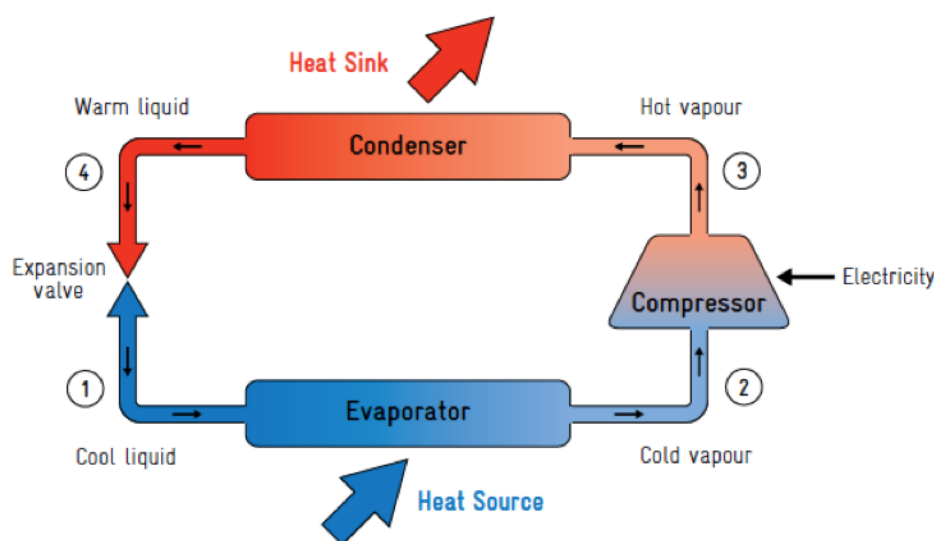 Heat Sink
Warm liquid
Hot vapour
Condenser
4
3
Expansion
valve
Compressor
Electricity
1
2
Evaporator
Cool liquid
Cold vapour
Heat Source